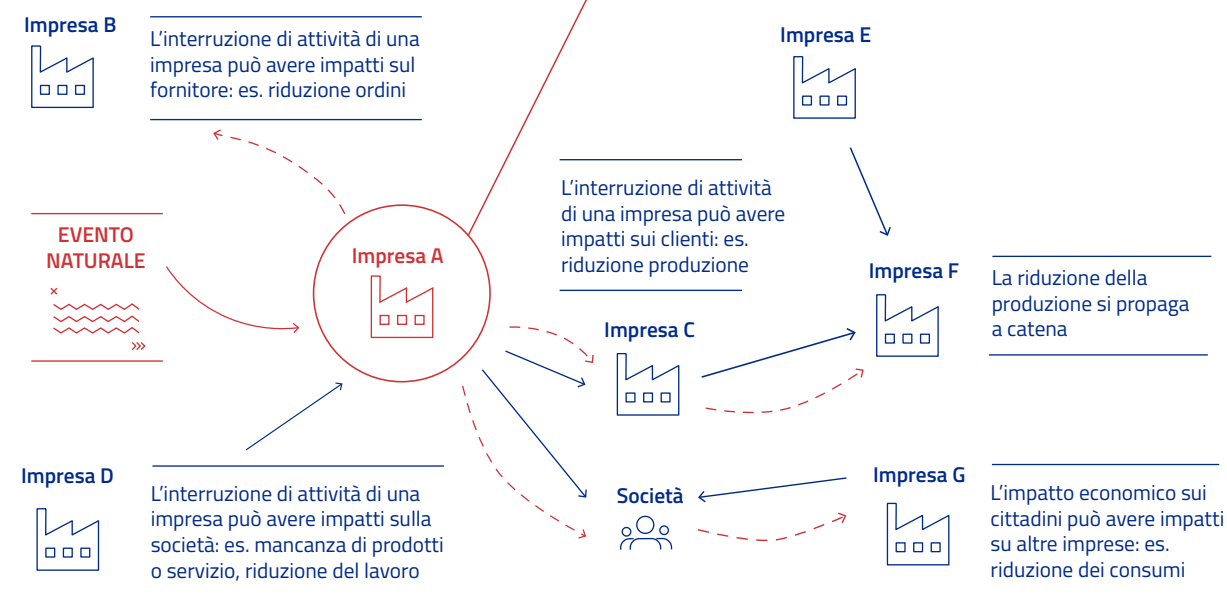 Impresa B
L’interruzione di attività di una
impresa può avere impatti sul
fornitore: es. riduzione ordini
Impresa E
EVENTO
NATURALE
Impresa A
L’interruzione di attività
di una impresa può avere
impatti sui clienti: es.
riduzione produzione
Impresa C
Impresa F
La riduzione della
produzione si propaga
a catena
Impresa D
L’interruzione di attività di una
impresa può avere impatti sulla
società: es. mancanza di prodotti
o servizio, riduzione del lavoro
Società
Impresa G
L’impatto economico sui
cittadini può avere impatti
su altre imprese: es.
riduzione dei consumi